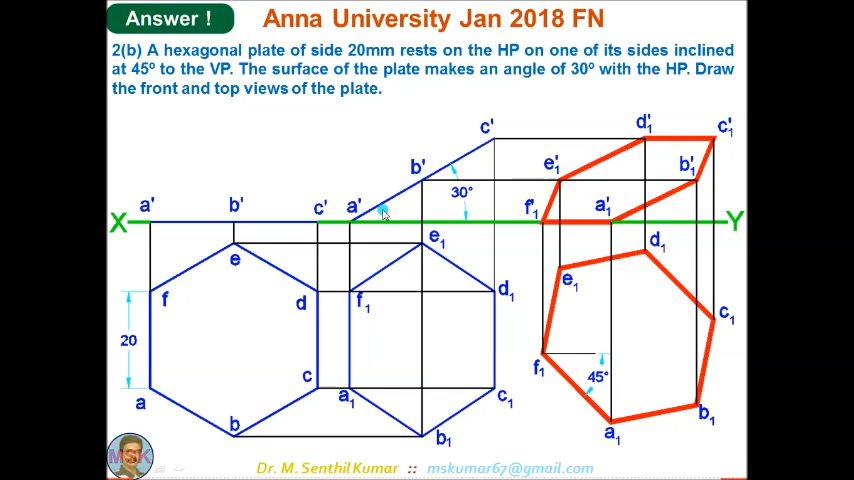 Answer !
Anna University Jan 2018 FN
2(b) A hexagonal plate of side 20mm rests on the HP on one of its sides inclined
at 45º to the VP. The surface of the plate makes an angle of 30º with the HP. Draw
the front and top views of the plate.
d'1
c'1
c'
e'1
b'1
b'
30°
a'
b'
c'
a'
f'1
a'1
X
Y
e
e1
d1
f
d
f1
d1
e1
c1
20
f1
45°
a
c
a1
c1
b
b1
a1
b1
MSK
Dr. M. Senthil Kumar :: mskumar67@gmail.com